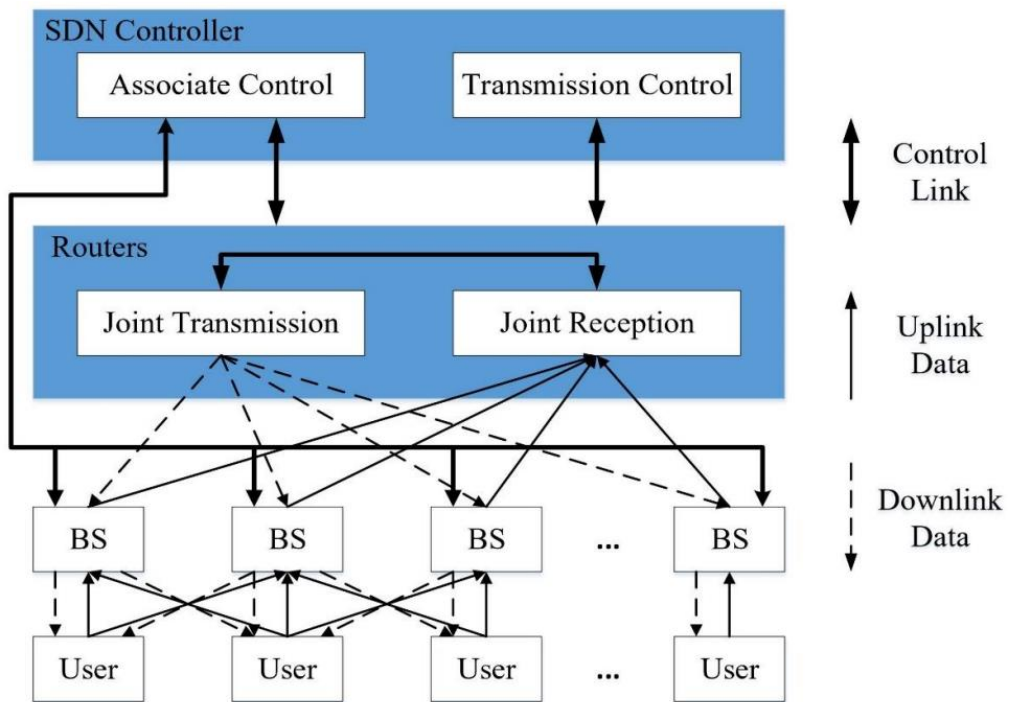 SDN Controller
Associate Control
Transmission Control
Control
Link
Routers
Joint Transmission
Joint Reception
Uplink
Data
Downlink
Data
BS
BS
BS
...
BS
User
User
User
...
User